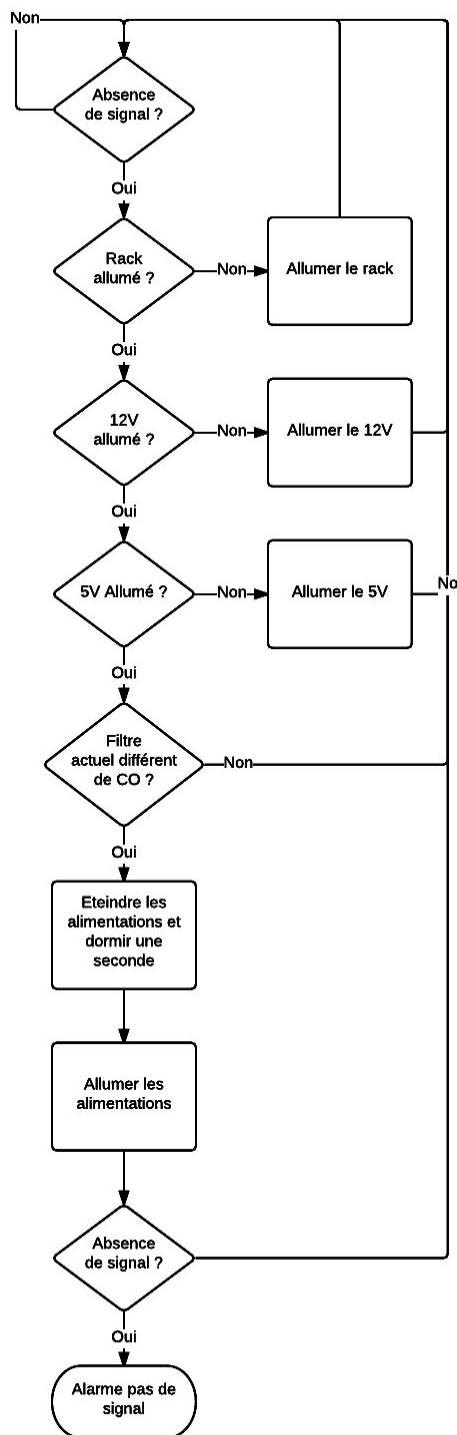 Non
Absence
de signal ?
Oui
Rack
allumé ?
Non
Allumer le rack
Oui
12V
allumé ?
Non
Allumer le 12V
Oui
5V Allumé ?
Non
Allumer le 5V
No
Oui
Filtre
actuel différent
de CO ?
Non
Oui
Eteindre les
alimentations et
dormir une
seconde
Allumer les
alimentations
Absence
de signal ?
Oui
Alarme pas de
signal